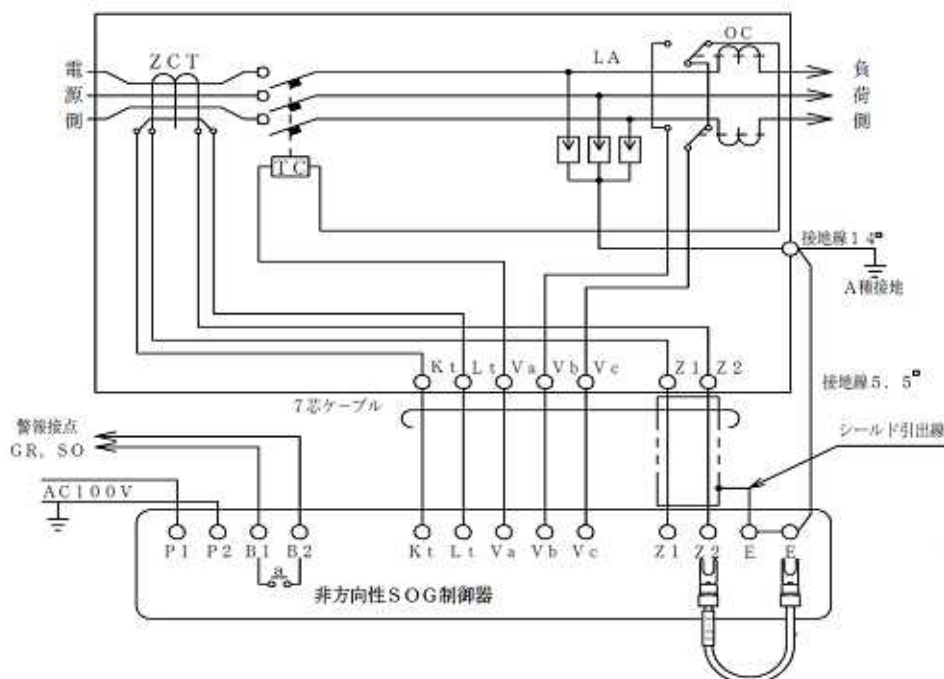 OC
ZCT
LA
電源側
負荷側
TC
接地線14□
A種接地
Kt Lt Va Vb Vc Z1 Z2
接地線5.5□
7芯ケーブル
警報接点
GR, SO
シールド引出線
AC100V
P1 P2 B1 B2 Kt Lt Va Vb Vc Z1 Z2 E E
a
非方向性SOG制御器